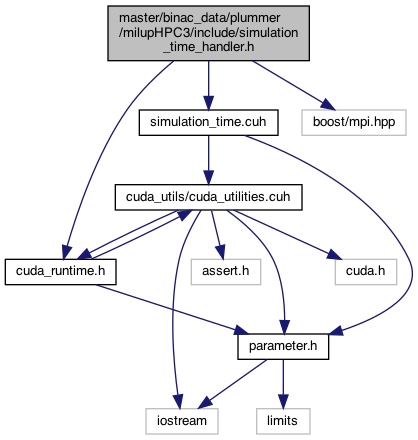 master/binac_data/plummer
/milupHPC3/include/simulation
_time_handler.h
simulation_time.cuh
boost/mpi.hpp
cuda_utils/cuda_utilities.cuh
cuda_runtime.h
assert.h
cuda.h
parameter.h
iostream
limits